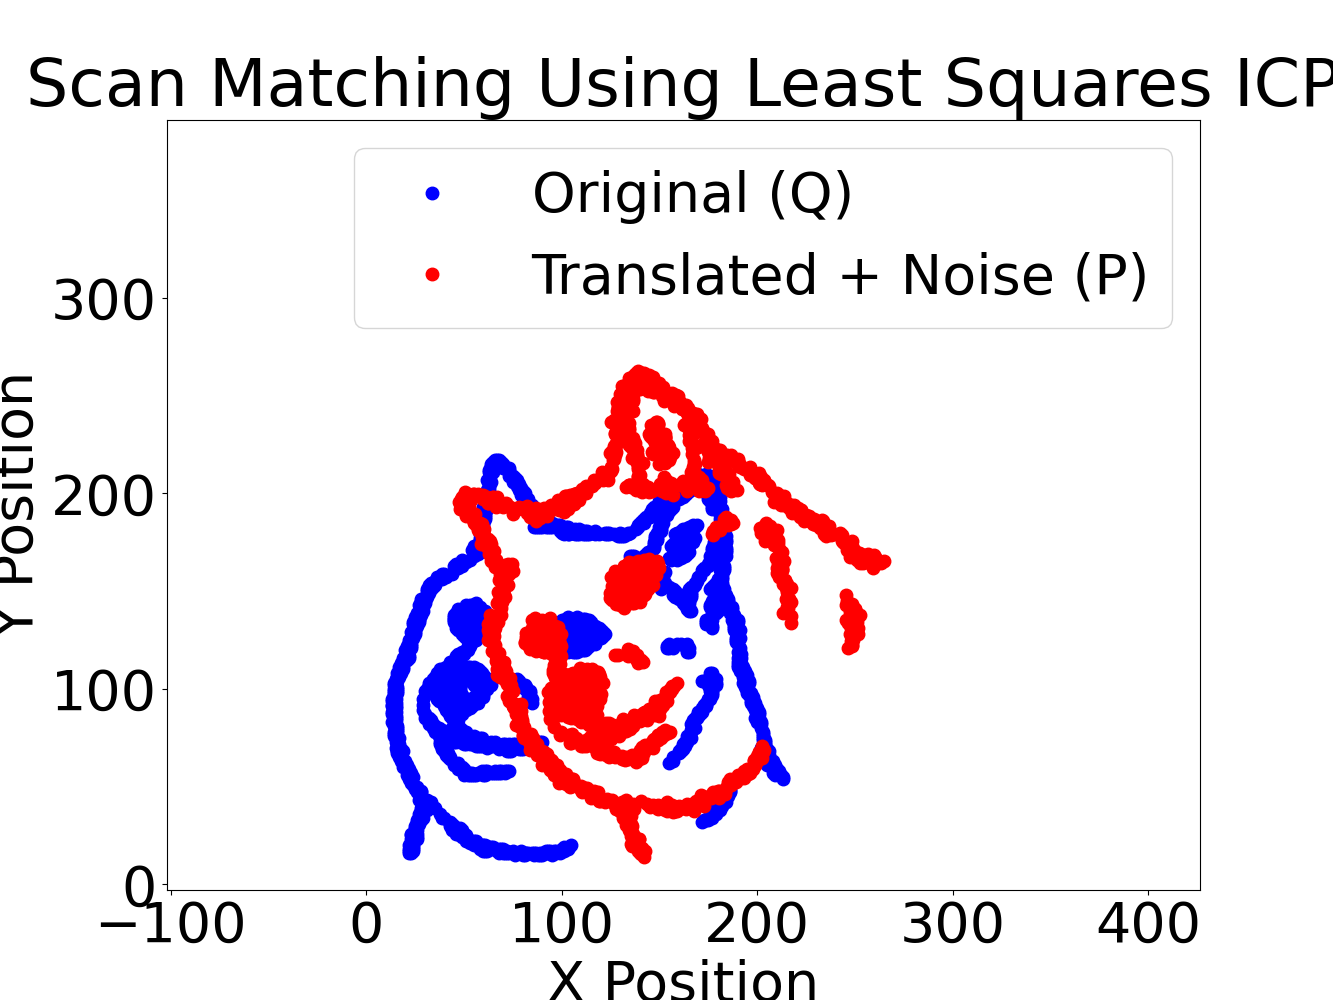 Scan Matching Using Least Squares ICP
Original (Q)
Translated + Noise (P)
Y Position
300
200
100
0
−100 0 100 200 300 400
X Position